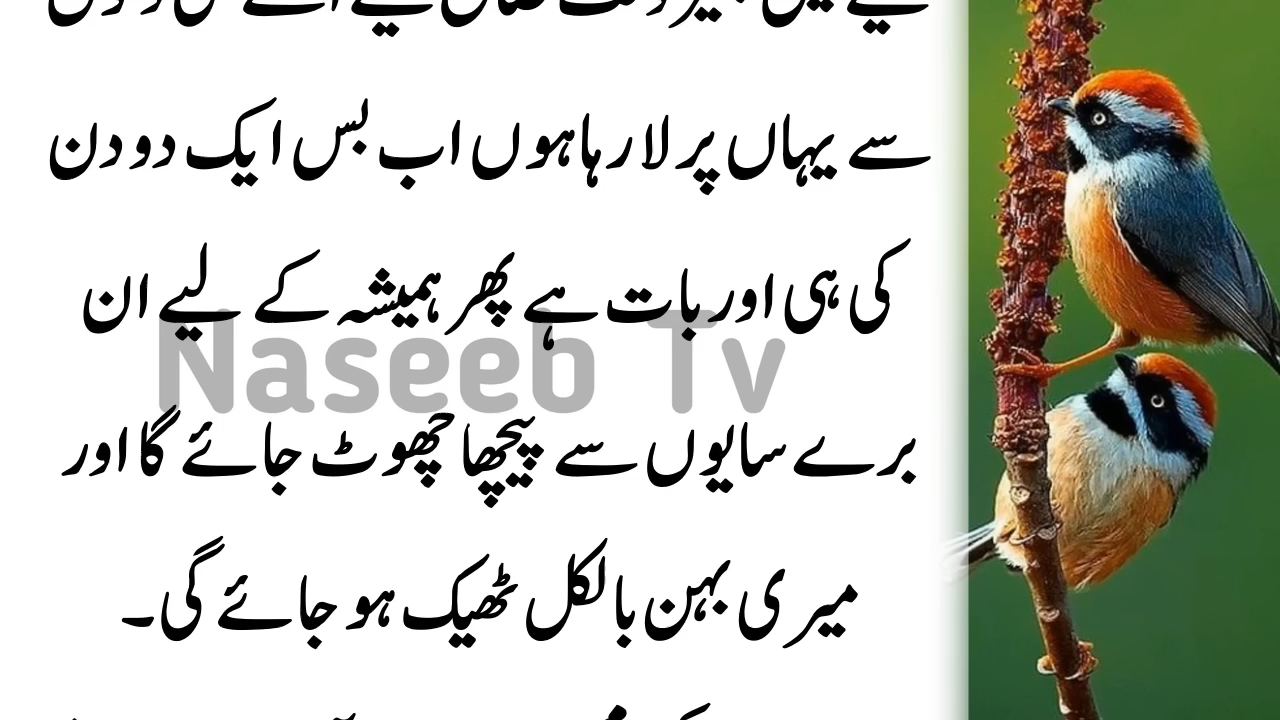 سے یہاں پر لا رہا ہوں اب بس ایک دو دن
کی ہی اور بات ہے پھر ہمیشہ کے لیے ان
Naseeb Tv
برے سایوں سے پیچھا چھوٹ جائے گا اور
میری بہن بالکل ٹھیک ہو جائے گی۔